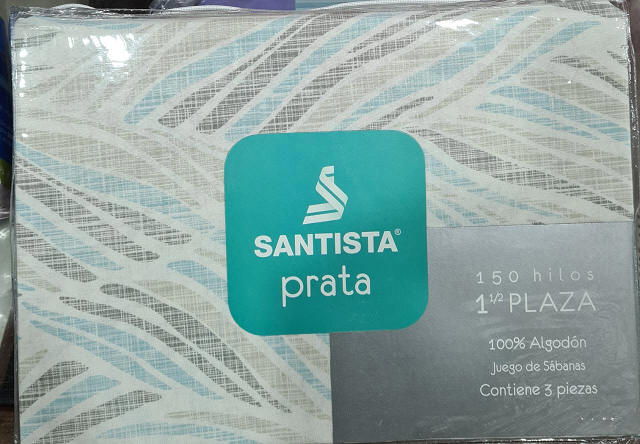 SANTISTA®
prata
150 hilos
1 1/2 PLAZA
100% Algodón
Juego de Sábanas
Contiene 3 piezas